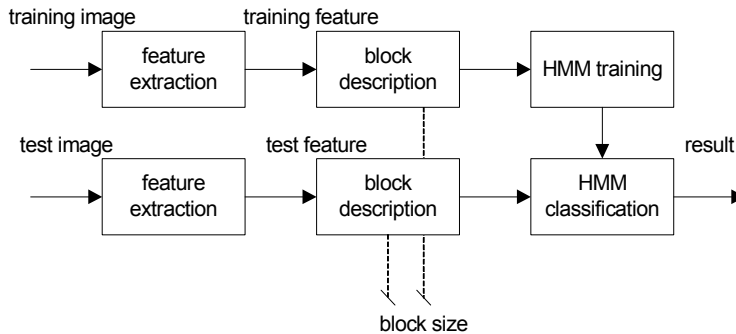 training image
training feature
feature
extraction
block
description
HMM training
test image
test feature
result
feature
extraction
block
description
HMM
classification
block size